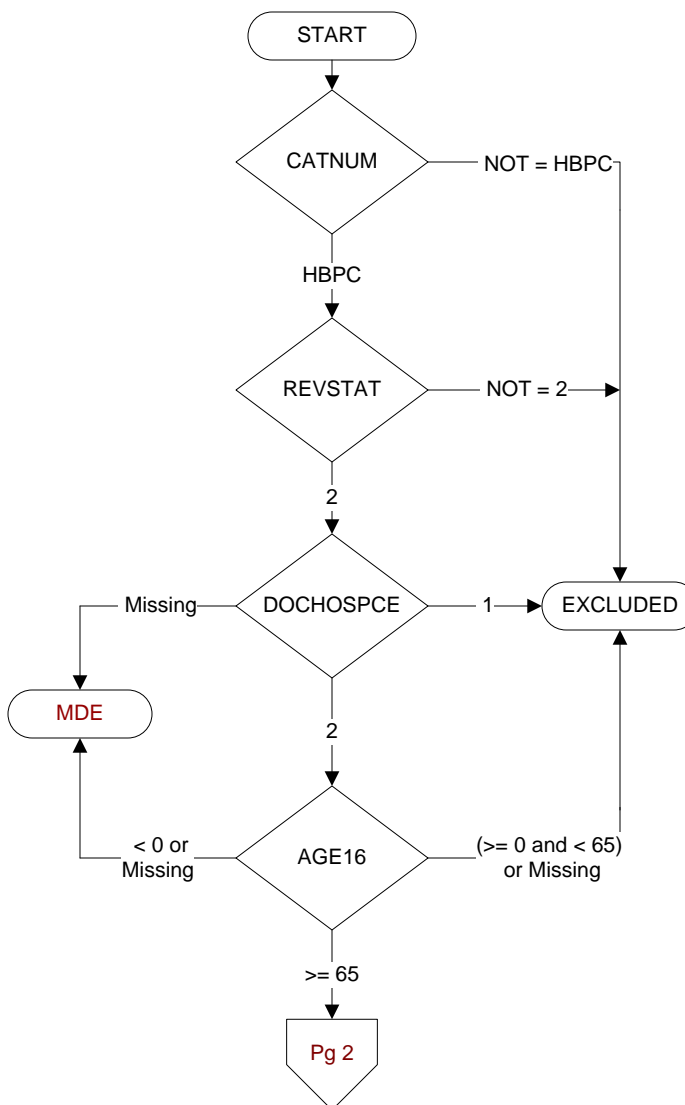 START
CATNUM
NOT = HBPC
HBPC
REVSTAT
NOT = 2
2
Missing
DOCHOSPCE
1
EXCLUDED
MDE
2
< 0 or
Missing
AGE16
(>= 0 and < 65)
or Missing
>= 65
Pg 2